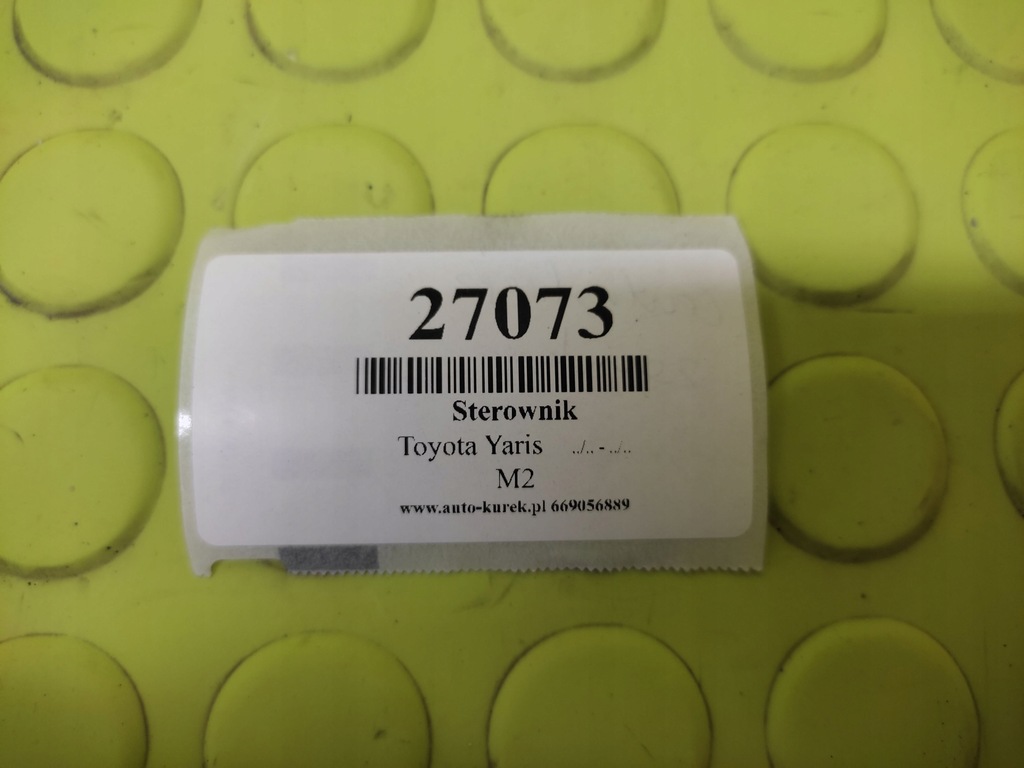 27073
Sterownik
Toyota Yaris ../.. - ../..
M2
www.auto-kurek.pl 669056889